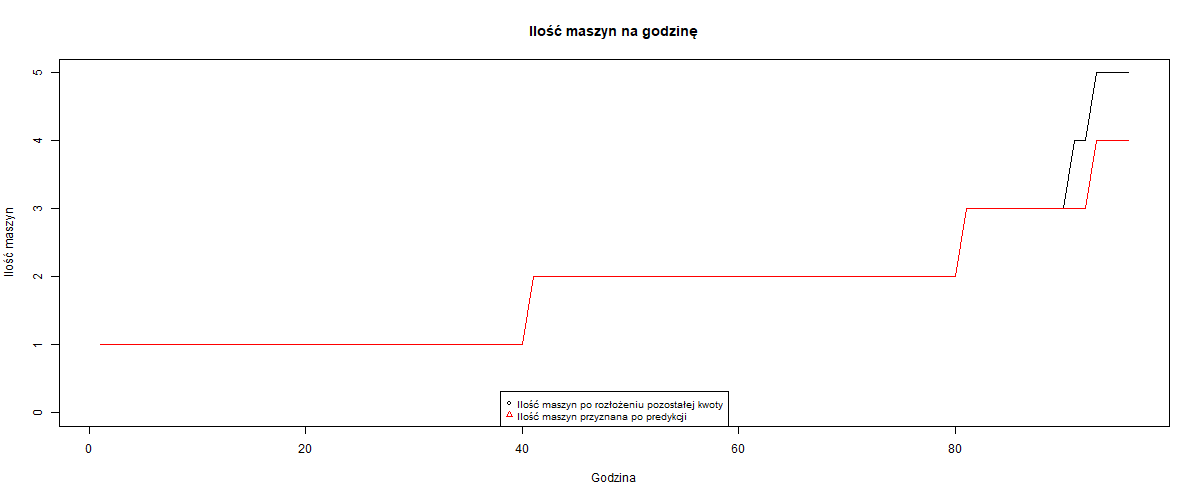 Ilość maszyn na godzinę
Ilość maszyn
5
4
3
2
1
0
Ilość maszyn po rozłożeniu pozostałej kwoty
Ilość maszyn przyznana po predykcji
0 20 40 60 80
Godzina